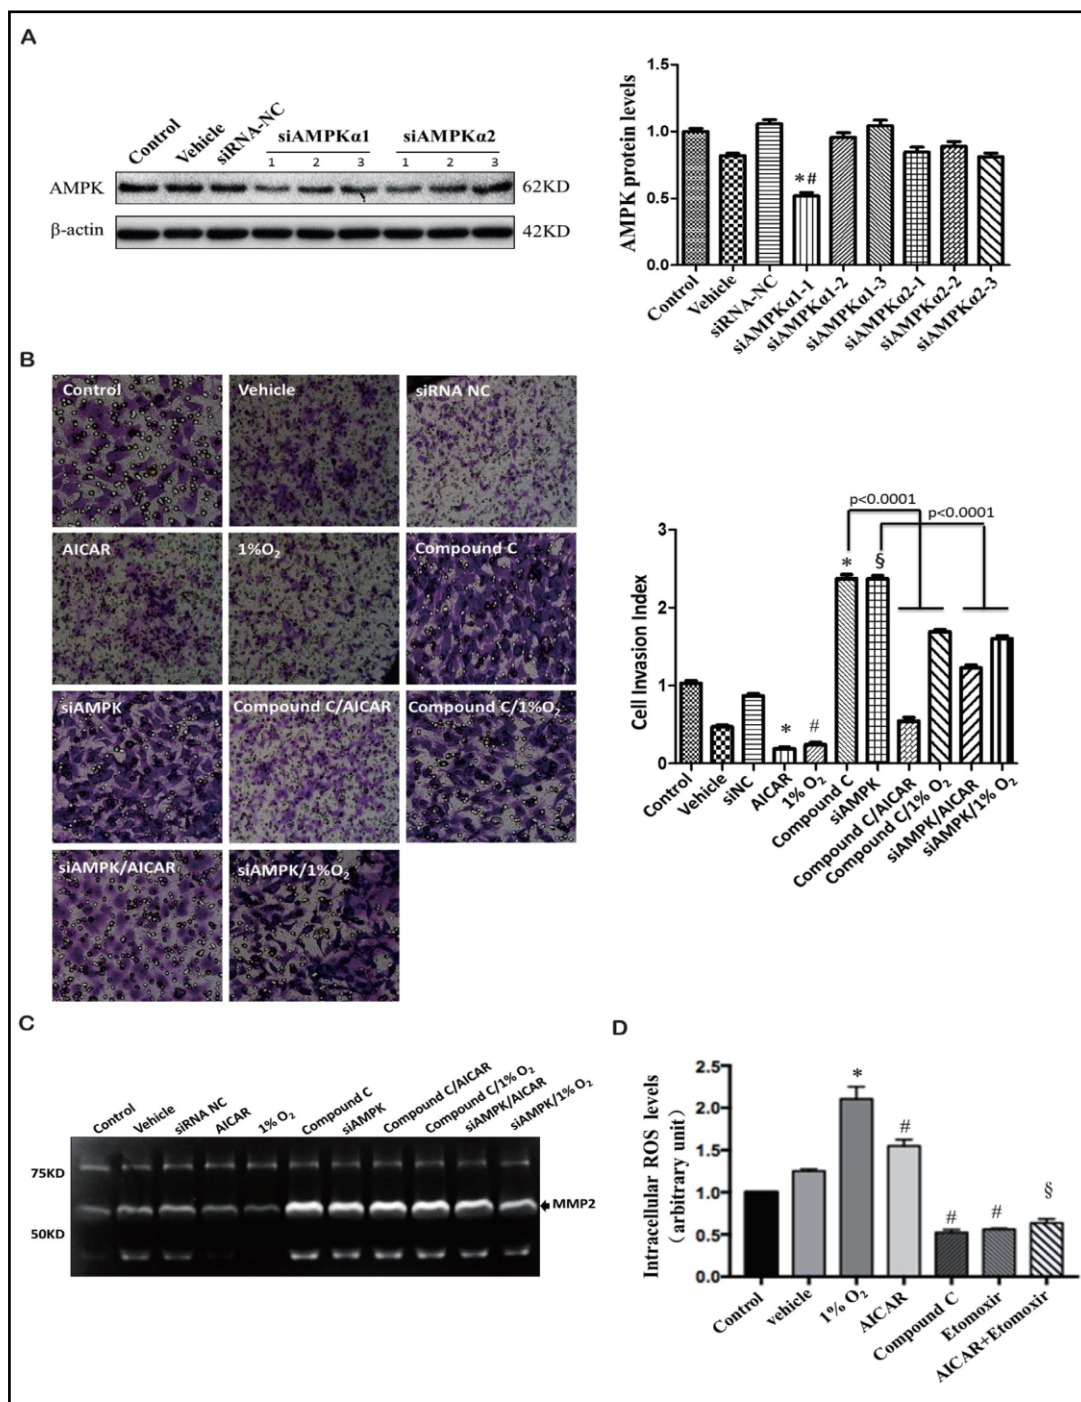 A
Control
Vehicle
siRNA-NC
siAMPKα1
siAMPKα2
1 2 3 1 2 3
AMPK
62KD
β-actin
42KD
AMPK protein levels
1.5
1.0
0.5
0.0
*#
Control
Vehicle
siRNA-NC
siAMPKα1-1
siAMPKα1-2
siAMPKα1-3
siAMPKα2-1
siAMPKα2-2
siAMPKα2-3
B
Control
Vehicle
siRNA NC
AICAR
1%O₂
Compound C
siAMPK
Compound C/AICAR
Compound C/1%O₂
siAMPK/AICAR
siAMPK/1%O₂
p<0.0001
p<0.0001
Cell Invasion Index
3
2
1
0
*
#
*
§
Control
Vehicle
siNC
AICAR
1% O₂
Compound C
siAMPK
Compound C/AICAR
Compound C/1% O₂
siAMPK/AICAR
siAMPK/1% O₂
C
Control
Vehicle
siRNA NC
AICAR
1% O₂
Compound C
siAMPK
Compound C/AICAR
Compound C/1% O₂
siAMPK/AICAR
siAMPK/1% O₂
75KD
MMP2
50KD
D
Intracellular ROS levels
(arbitrary unit)
2.5
2.0
1.5
1.0
0.5
0.0
*
#
#
#
§
Control
vehicle
1% O₂
AICAR
Compound C
Etomoxir
AICAR+Etomoxir